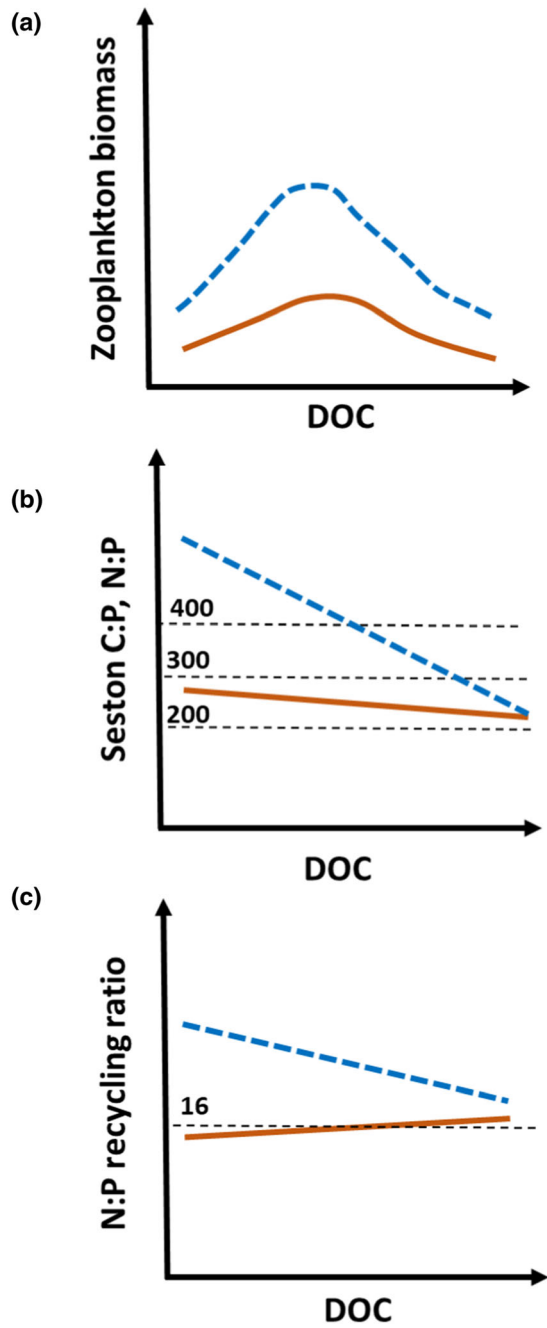 (a)
Zooplankton biomass
DOC
(b)
Seston C:P, N:P
400
300
200
DOC
(c)
N:P recycling ratio
16
DOC